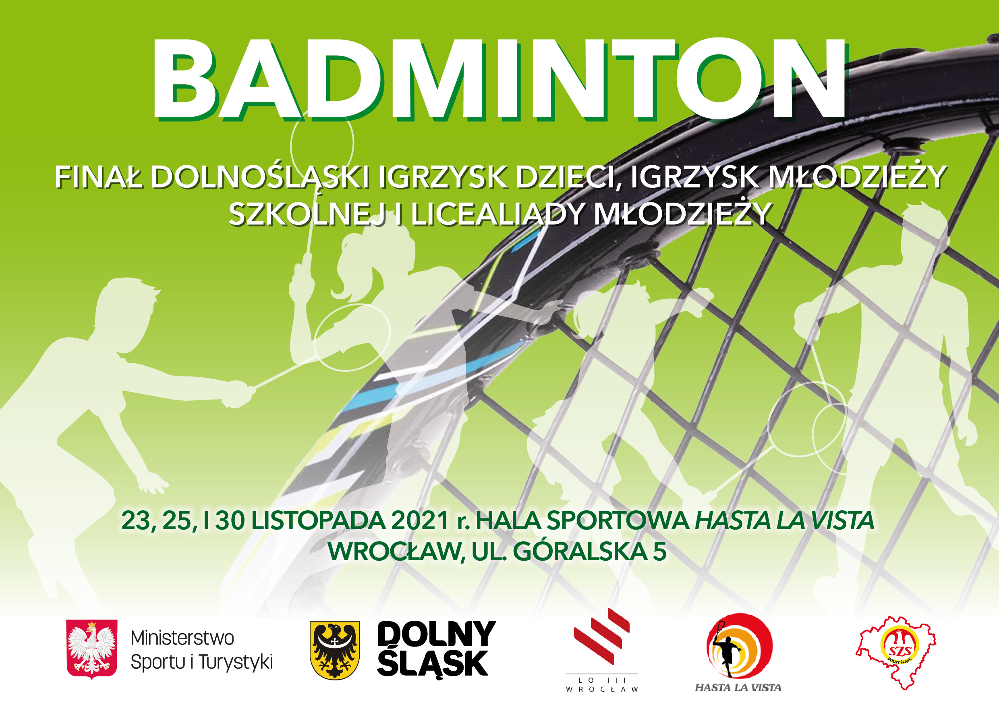 BADMINTON
FINAŁ DOLNOŚLĄSKI IGRZYSK DZIECI, IGRZYSK MŁODZIEŻY
SZKOLNEJ I LICEALIADY MŁODZIEŻY
23, 25, I 30 LISTOPADA 2021 r. HALA SPORTOWA HASTA LA VISTA
WROCŁAW, UL. GÓRALSKA 5
Ministerstwo
Sportu i Turystyki
DOLNY
ŚLĄSK
LO III
WROCŁAW
HASTA LA VISTA
SZS
DOLNY ŚLĄSK